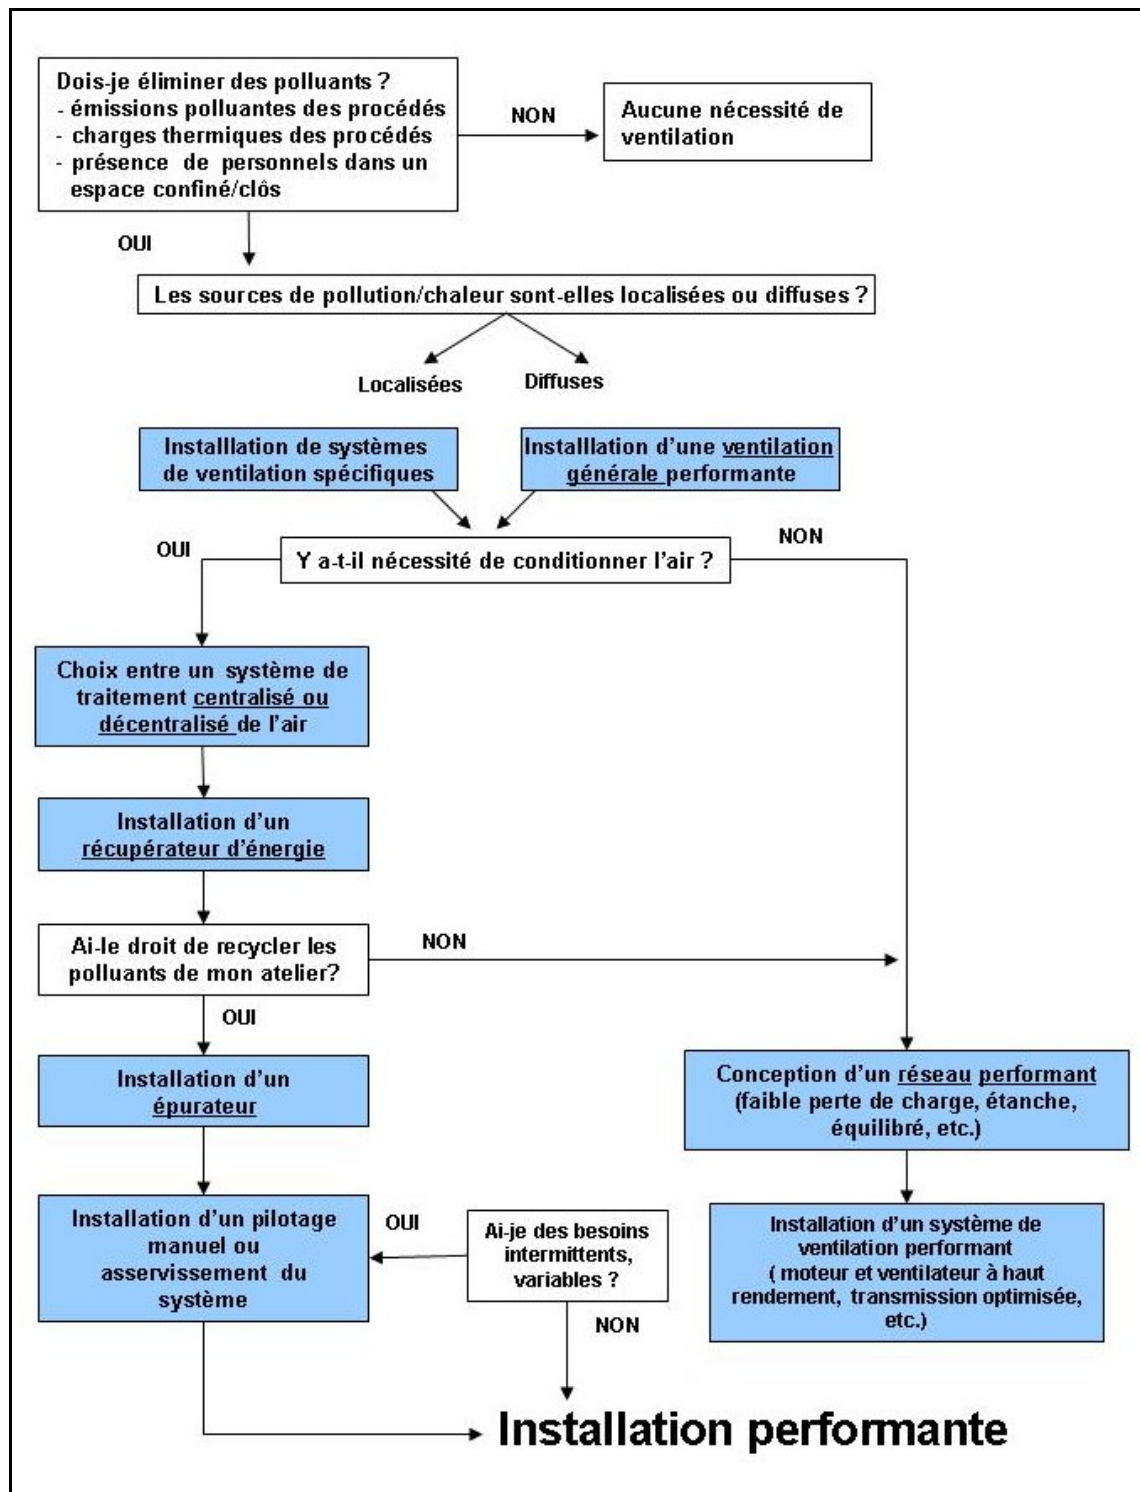 Dois-je éliminer des polluants ?
- émissions polluantes des procédés
- charges thermiques des procédés
- présence de personnels dans un
espace confiné/clôs
NON
Aucune nécessité de
ventilation
OUI
Les sources de pollution/chaleur sont-elles localisées ou diffuses ?
Localisées
Diffuses
Installlation de systèmes
de ventilation spécifiques
Installlation d'une ventilation
générale performante
OUI
Y a-t-il nécessité de conditionner l'air ?
NON
Choix entre un système de
traitement centralisé ou
décentralisé de l'air
Installation d'un
récupérateur d'énergie
Ai-le droit de recycler les
polluants de mon atelier?
NON
OUI
Installation d'un
épurateur
Conception d'un réseau performant
(faible perte de charge, étanche,
équilibré, etc.)
Installation d'un pilotage
manuel ou
asservissement du
système
OUI
Ai-je des besoins
intermittents,
variables ?
NON
Installation d'un système de
ventilation performant
( moteur et ventilateur à haut
rendement, transmission optimisée,
etc.)
Installation performante